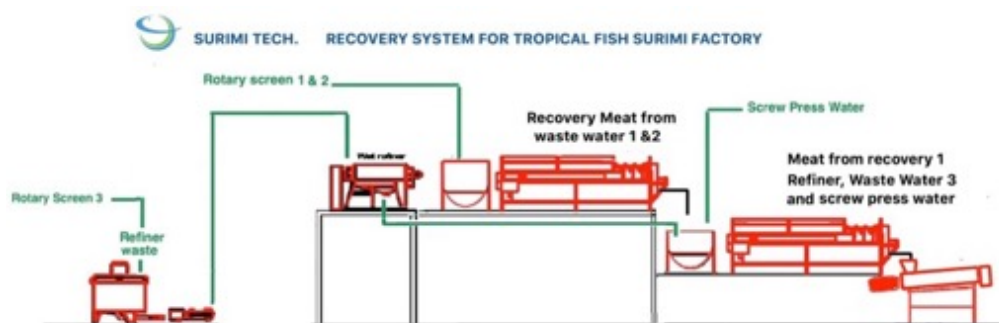 SURIMI TECH. RECOVERY SYSTEM FOR TROPICAL FISH SURIMI FACTORY
Rotary screen 1 & 2
Screw Press Water
Recovery Meat from
waste water 1 &2
Wet refiner
Meat from recovery 1
Refiner, Waste Water 3
and screw press water
Rotary Screen 3
Refiner
waste